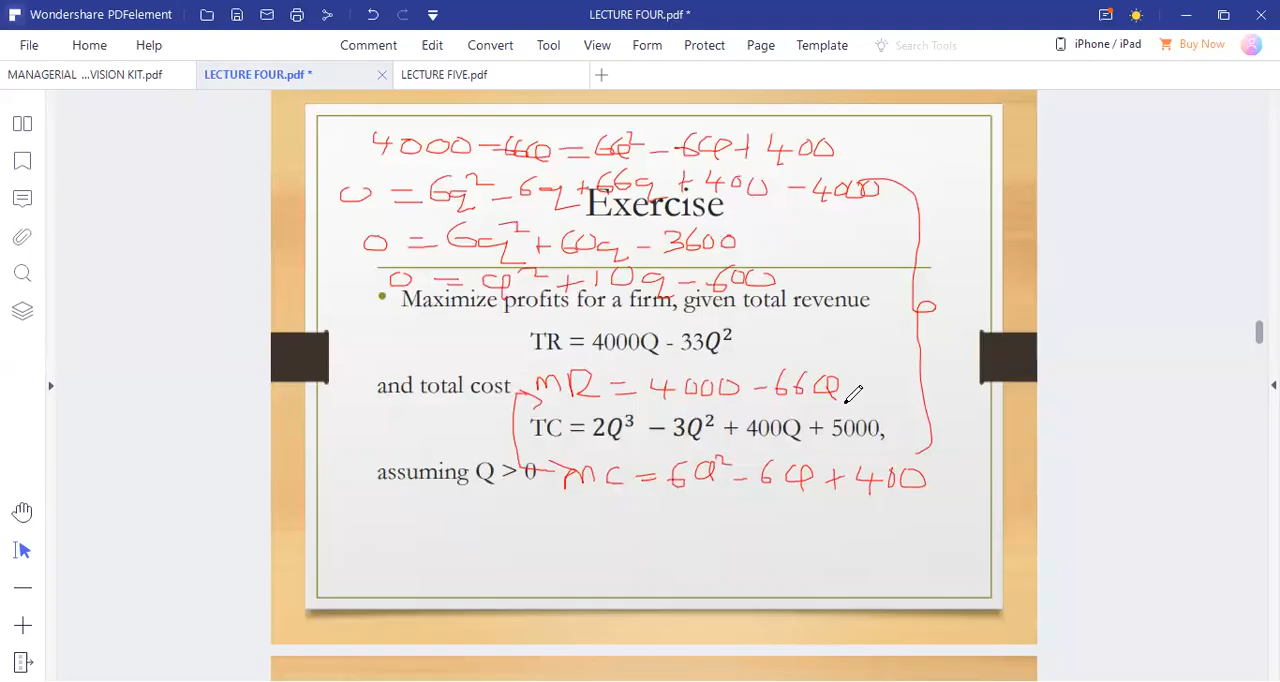 Wondershare PDFelement
LECTURE FOUR.pdf *
File Home Help Comment Edit Convert Tool View Form Protect Page Template Search Tools iPhone / iPad Buy Now
MANAGERIAL ...VISION KIT.pdf LECTURE FOUR.pdf * LECTURE FIVE.pdf
4000 - 66Q = 6Q² - 6Q + 400
0 = 6q² - 6q + 66q + 400 - 4000
Exercise
0 = 6q² + 60q - 3600
0 = q² + 10q - 600
• Maximize profits for a firm, given total revenue
TR = 4000Q - 33Q²
and total cost MR = 4000 - 66Q
TC = 2Q³ − 3Q² + 400Q + 5000,
assuming Q > 0 MC = 6Q² - 6Q + 400